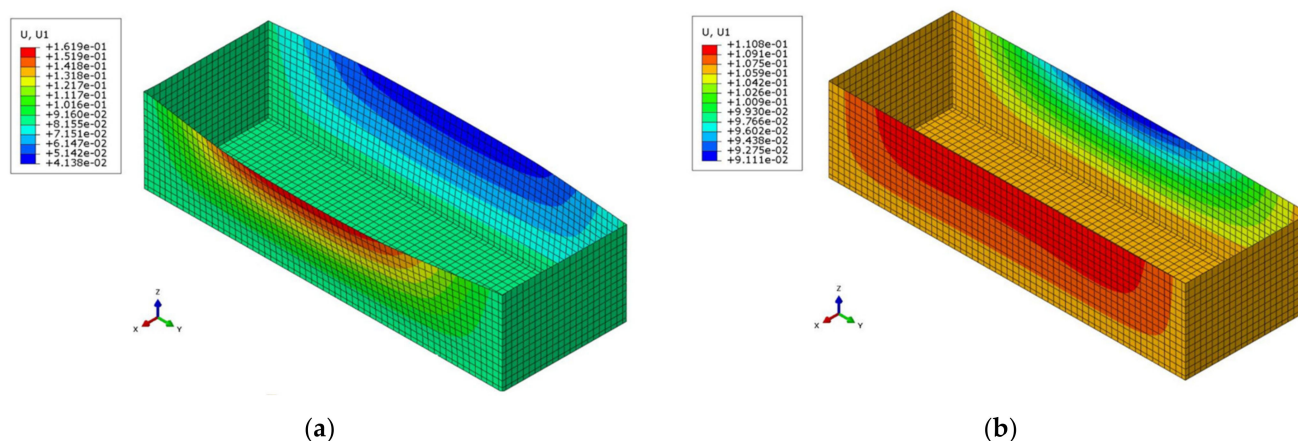 U, U1
+1.619e-01
+1.519e-01
+1.418e-01
+1.318e-01
+1.217e-01
+1.117e-01
+1.016e-01
+9.160e-02
+8.155e-02
+7.151e-02
+6.147e-02
+5.142e-02
+4.138e-02
Z
X
Y
(a)
U, U1
+1.108e-01
+1.091e-01
+1.075e-01
+1.059e-01
+1.042e-01
+1.026e-01
+1.009e-01
+9.930e-02
+9.766e-02
+9.602e-02
+9.438e-02
+9.275e-02
+9.111e-02
Z
X
Y
(b)